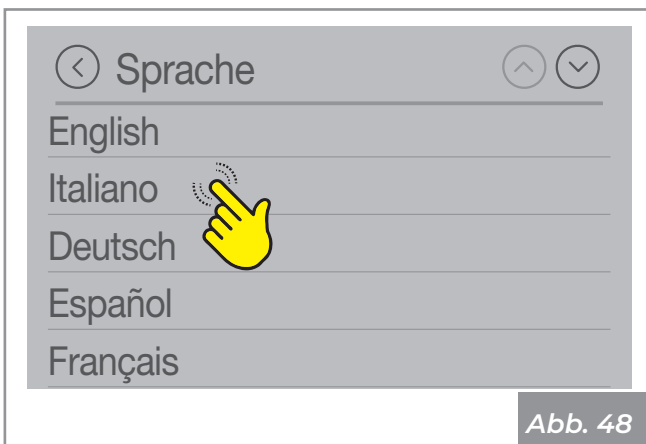 Sprache
English
Italiano
Deutsch
Español
Français
Abb. 48